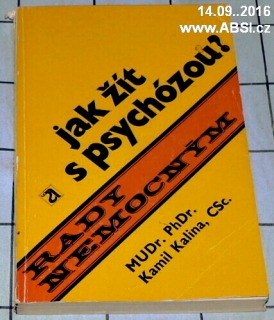 14.09..2016
www.ABSI.cz
jak žít
s psychózou?
a
RADY
NEMOCNÝM
MUDr. PhDr.
Kamil Kalina, CSc.